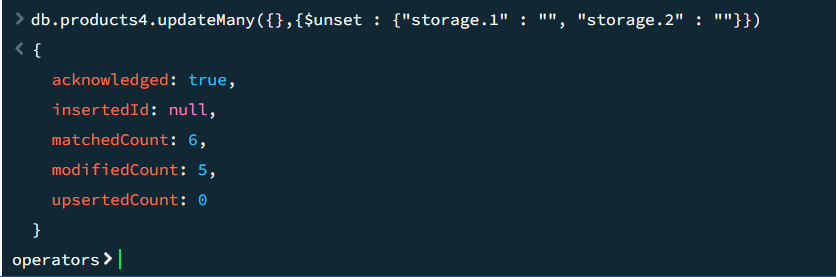 > db.products4.updateMany({},{$unset : {"storage.1" : "", "storage.2" : ""}})
< {
acknowledged: true,
insertedId: null,
matchedCount: 6,
modifiedCount: 5,
upsertedCount: 0
}
operators>